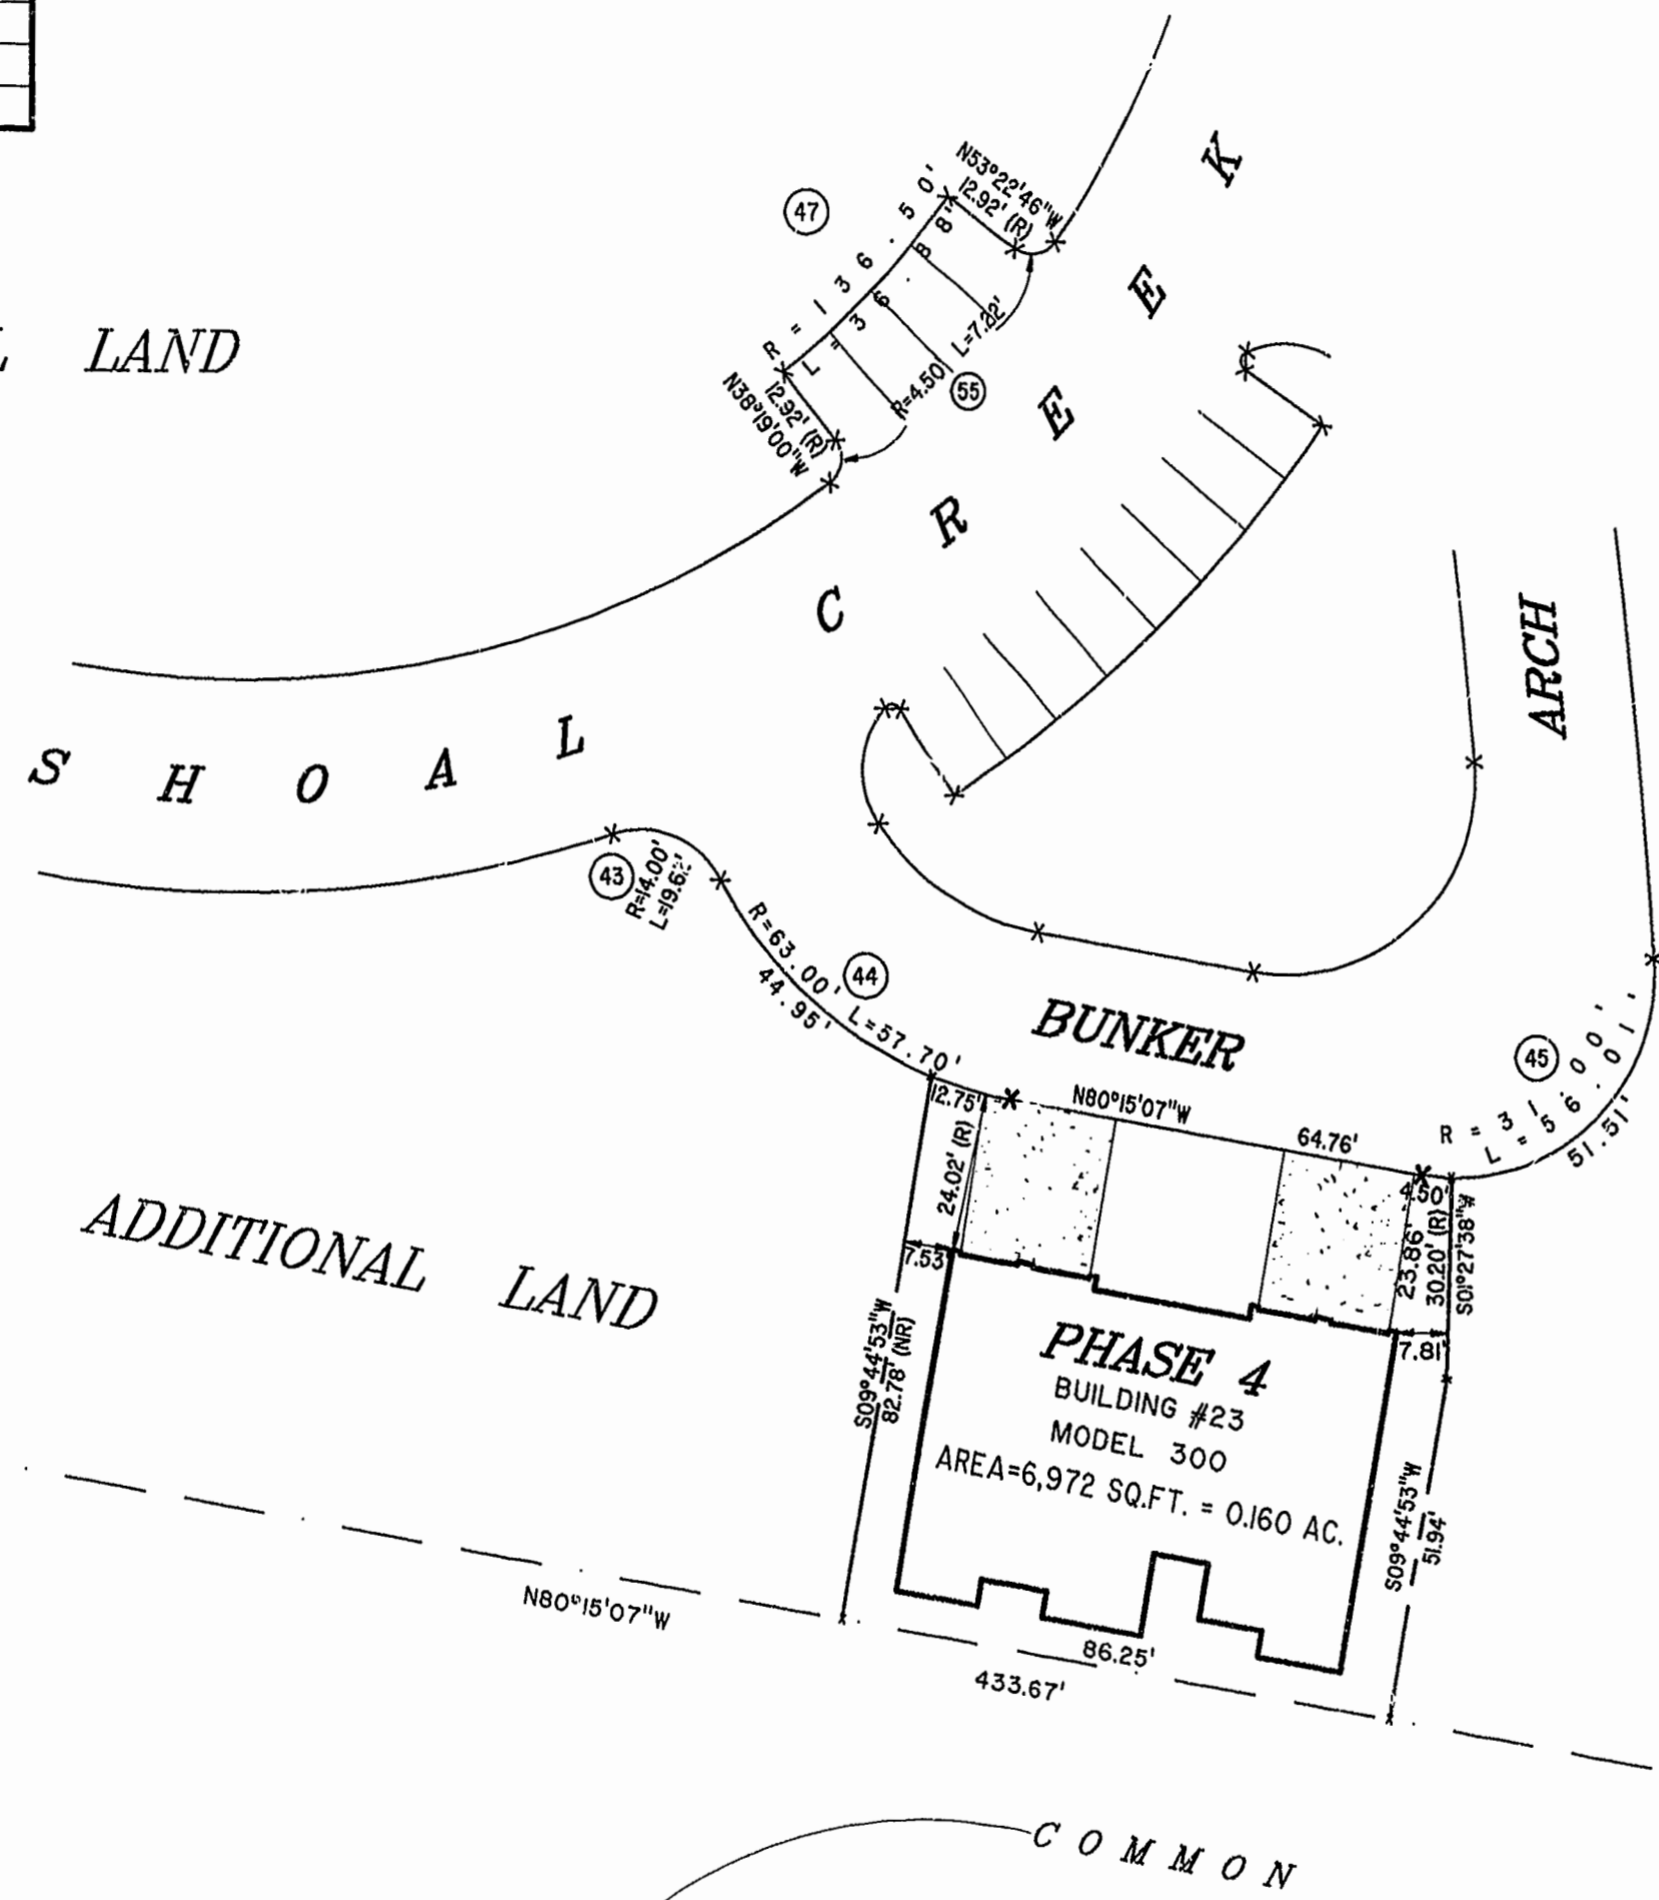 LAND
47
N53°22'46"W
12.92' (R)
R = 136.50'
L = 36.88'
N38°19'00"W
12.92' (R)
R=4.50'
L=7.22'
55
SHOAL CREEK
ARCH
43
R=14.00'
44
R=63.00' L=57.70'
44.95'
BUNKER
45
R = 31.00'
L = 56.01'
51.51'
12.75'
N80°15'07"W
64.76'
4.50'
24.02' (R)
7.53'
23.86'
30.20' (R)
S01°27'38"W
7.81'
ADDITIONAL LAND
S09°44'53"W
82.78' (NR)
PHASE 4
BUILDING #23
MODEL 300
AREA=6,972 SQ.FT. = 0.160 AC.
S09°44'53"W
51.94'
N80°15'07"W
86.25'
433.67'
COMMON